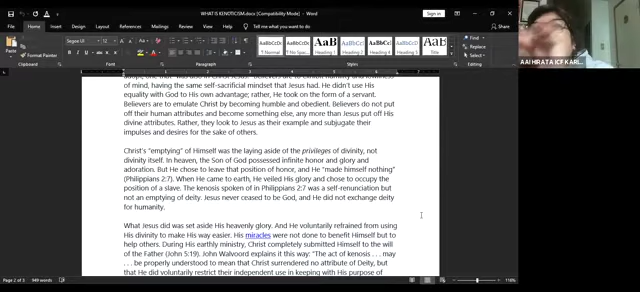 WHAT IS KENOTICISM.docx [Compatibility Mode] - Word
Sign in
File Home Insert Design Layout References Mailings Review View Help Tell me what you want to do
Cut
Copy
Format Painter
Find
Replace
Select
Clipboard Font Paragraph Styles Editing
AaBbCcDc AaBbCcDc AaB AaBbCc AaBbCc AaBbCc AaB
Normal No Spac... Heading 1 Heading 2 Heading 3 Heading 4 Title
AAI HIRATA ICF KARI...
of mind, having the same self-sacrificial mindset that Jesus had. He didn't use His
equality with God to His own advantage; rather, He took on the form of a servant.
Believers are to emulate Christ by becoming humble and obedient. Believers do not put
off their human attributes and become something else, any more than Jesus put off His
divine attributes. Rather, they look to Jesus as their example and subjugate their
impulses and desires for the sake of others.
Christ's "emptying" of Himself was the laying aside of the privileges of divinity, not
divinity itself. In heaven, the Son of God possessed infinite honor and glory and
adoration. But He chose to leave that position of honor, and He "made himself nothing"
(Philippians 2:7). When He came to earth, He veiled His glory and chose to occupy the
position of a slave. The kenosis spoken of in Philippians 2:7 was a self-renunciation but
not an emptying of deity. Jesus never ceased to be God, and He did not exchange deity
for humanity.
What Jesus did was set aside His heavenly glory. And He voluntarily refrained from using
His divinity to make His way easier. His miracles were not done to benefit Himself but to
help others. During His earthly ministry, Christ completely submitted Himself to the will
of the Father (John 5:19). John Walvoord explains it this way: "The act of kenosis . . . may
. . . be properly understood to mean that Christ surrendered no attribute of Deity, but
that He did voluntarily restrict their independent use in keeping with His purpose of
Page 2 of 3 949 words
118%